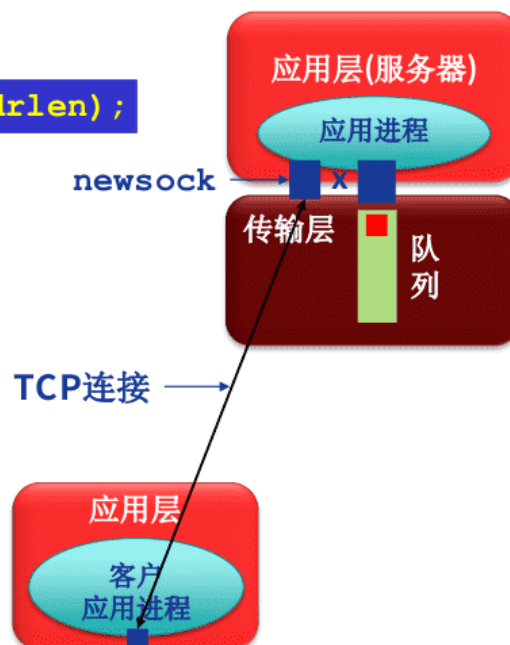 应用层(服务器)
drlen);
应用进程
newsock
x
传输层
队
列
TCP连接
应用层
客户
应用进程